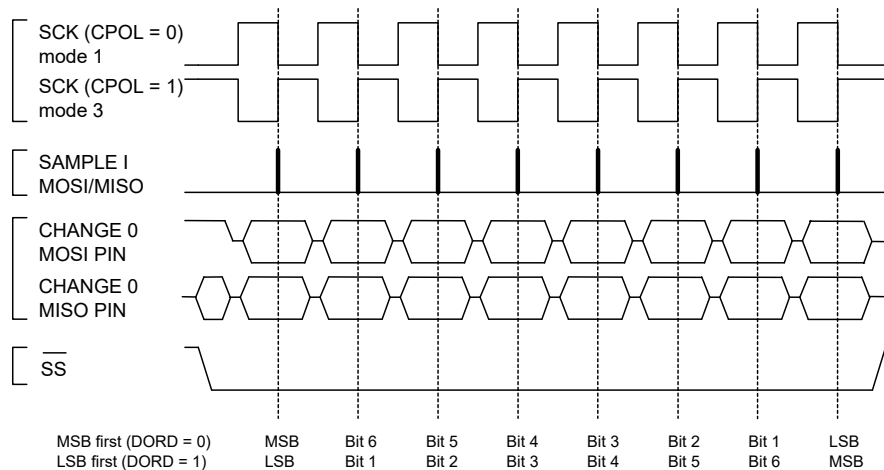 SCK (CPOL = 0)
mode 1
SCK (CPOL = 1)
mode 3
SAMPLE I
MOSI/MISO
CHANGE 0
MOSI PIN
CHANGE 0
MISO PIN
SS
MSB first (DORD = 0) MSB Bit 6 Bit 5 Bit 4 Bit 3 Bit 2 Bit 1 LSB
LSB first (DORD = 1) LSB Bit 1 Bit 2 Bit 3 Bit 4 Bit 5 Bit 6 MSB